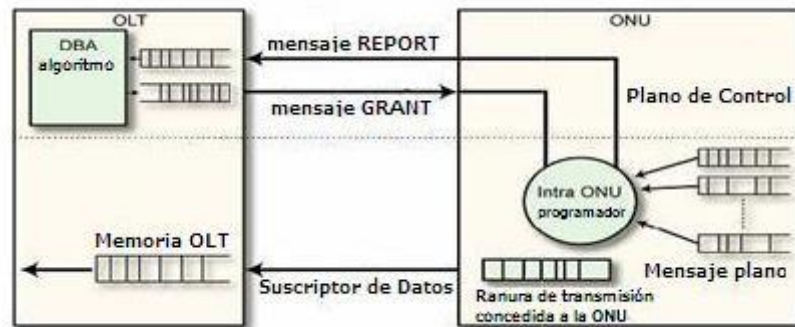 OLT
DBA
algoritmo
mensaje REPORT
mensaje GRANT
ONU
Plano de Control
Intra ONU
programador
Memoria OLT
Suscriptor de Datos
Mensaje plano
Ranura de transmisión
concedida a la ONU